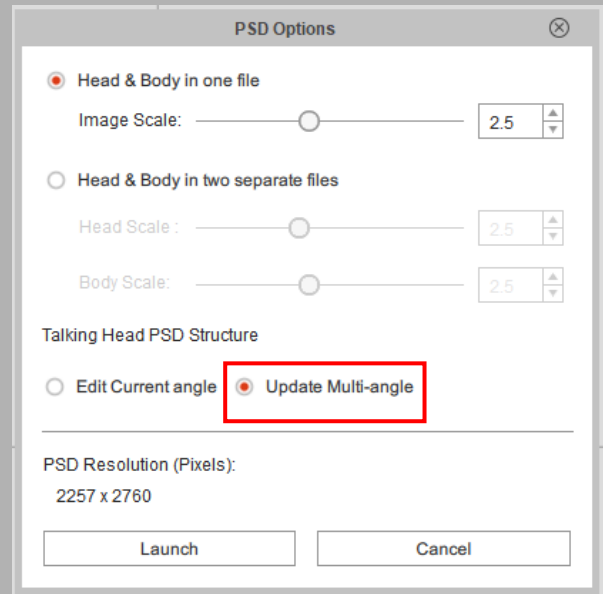 PSD Options
Head & Body in one file
Image Scale: 2.5
Head & Body in two separate files
Head Scale : 2.5
Body Scale: 2.5
Talking Head PSD Structure
Edit Current angle Update Multi-angle
PSD Resolution (Pixels):
2257 x 2760
Launch Cancel